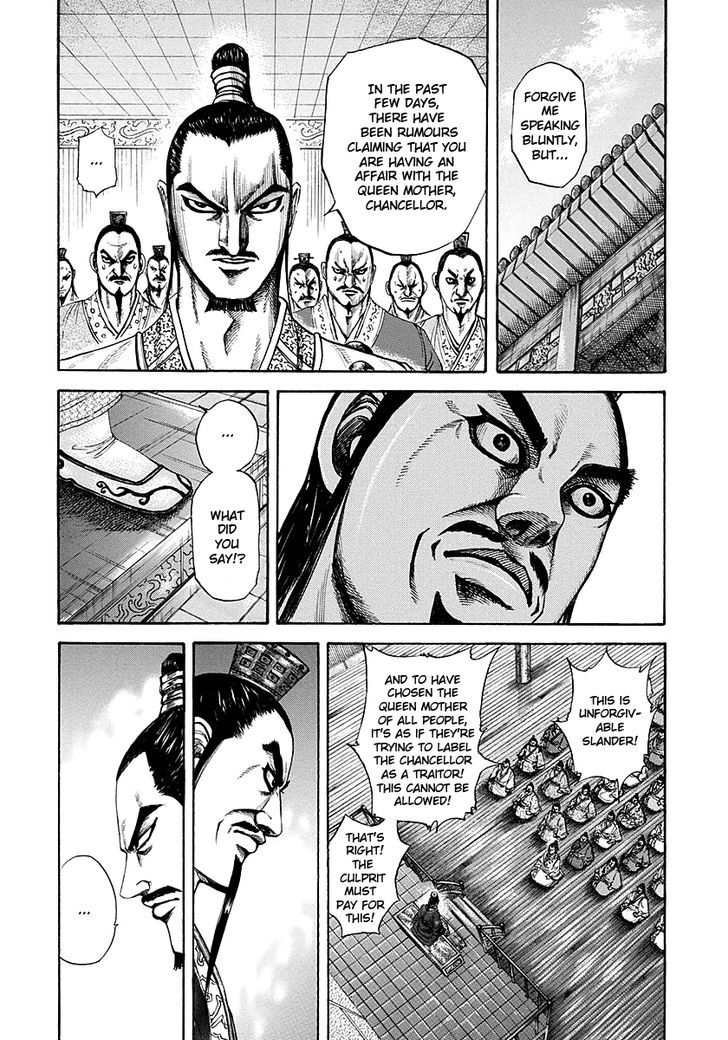 FORGIVE
ME
SPEAKING
BLUNTLY,
BUT...
IN THE PAST
FEW DAYS,
THERE HAVE
BEEN RUMOURS
CLAIMING THAT YOU
ARE HAVING AN
AFFAIR WITH THE
QUEEN MOTHER,
CHANCELLOR.
...
...
WHAT
DID
YOU
SAY!?
THIS IS
UNFORGIV-
ABLE
SLANDER!
AND TO HAVE
CHOSEN THE
QUEEN MOTHER
OF ALL PEOPLE,
IT'S AS IF THEY'RE
TRYING TO LABEL
THE CHANCELLOR
AS A TRAITOR!
THIS CANNOT BE
ALLOWED!
THAT'S
RIGHT!
THE
CULPRIT
MUST
PAY FOR
THIS!
...